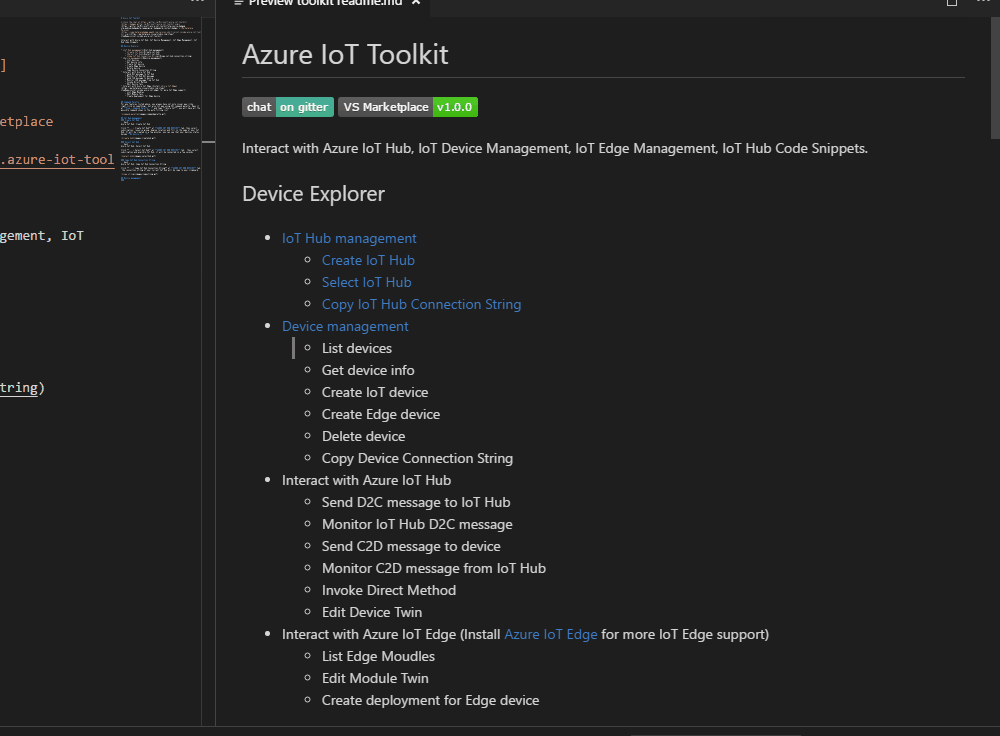 Preview toolkit readme.md
]
etplace
.azure-iot-tool
gement, IoT
tring)
Azure IoT Toolkit
chat on gitter VS Marketplace v1.0.0
Interact with Azure IoT Hub, IoT Device Management, IoT Edge Management, IoT Hub Code Snippets.
Device Explorer
IoT Hub management
Create IoT Hub
Select IoT Hub
Copy IoT Hub Connection String
Device management
List devices
Get device info
Create IoT device
Create Edge device
Delete device
Copy Device Connection String
Interact with Azure IoT Hub
Send D2C message to IoT Hub
Monitor IoT Hub D2C message
Send C2D message to device
Monitor C2D message from IoT Hub
Invoke Direct Method
Edit Device Twin
Interact with Azure IoT Edge (Install Azure IoT Edge for more IoT Edge support)
List Edge Moudles
Edit Module Twin
Create deployment for Edge device